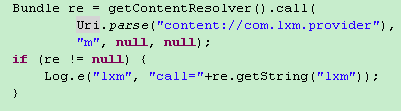 Bundle re = getContentResolver().call(
Uri.parse("content://com.lxm.provider"),
"m", null, null);
if (re != null) {
Log.e("lxm", "call="+re.getString("lxm"));
}